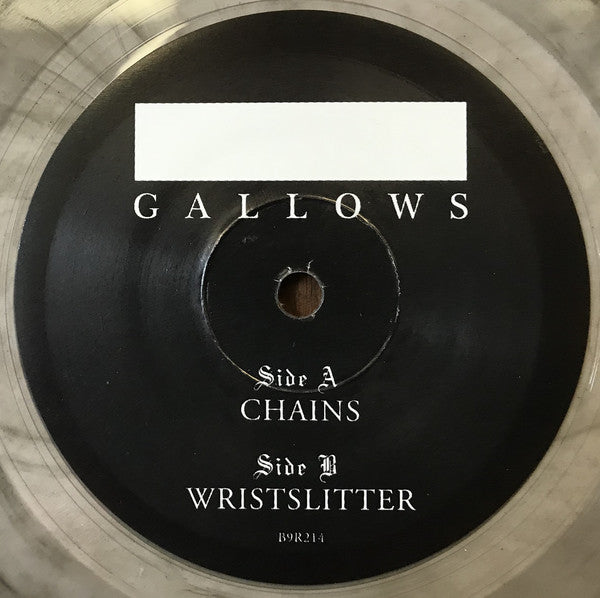 GALLOWS
Side A
CHAINS
Side B
WRISTSLITTER
B9R214